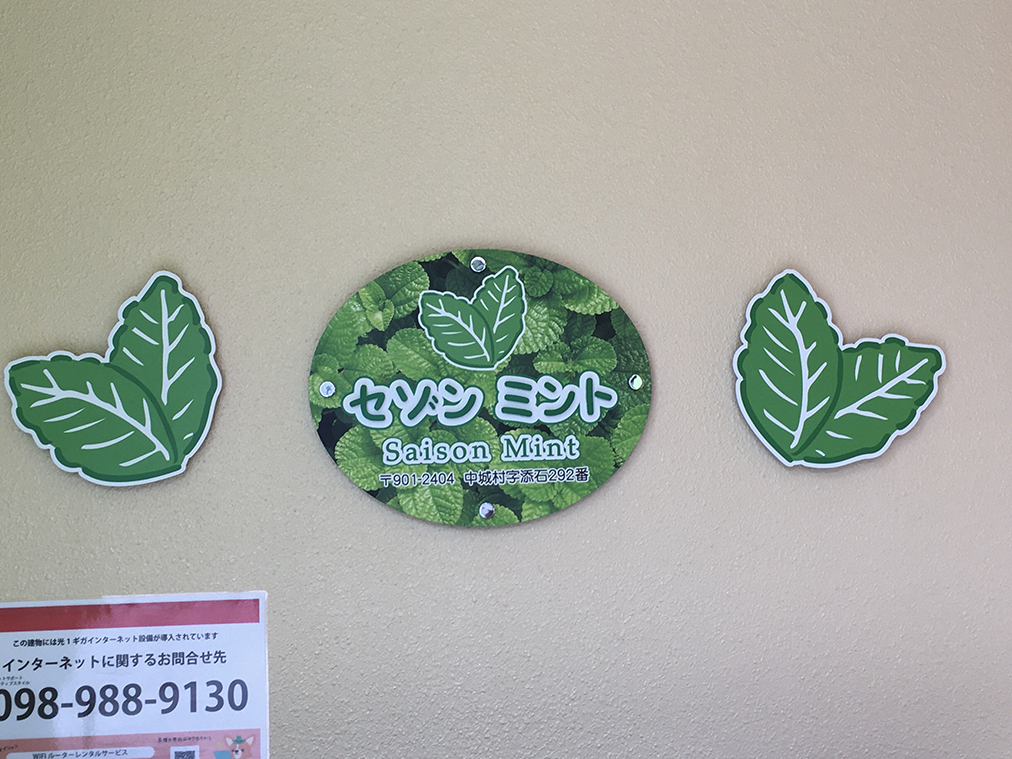 セゾン ミント
Saison Mint
〒901-2404 中城村字添石292番
この建物には光1ギガインターネット設備が導入されています
インターネットに関するお問合せ先
098-988-9130
WiFiルーターレンタルサービス